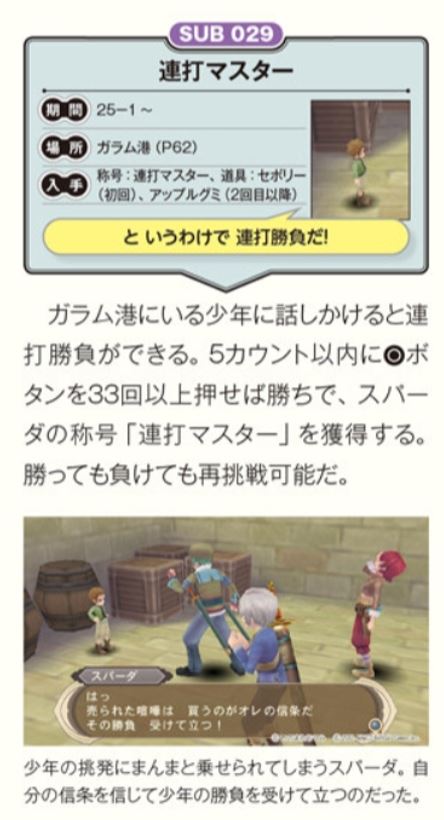 SUB 029
連打マスター
期間 25−1～
場所 ガラム港（P62）
入手 称号：連打マスター、道具：セボリー
（初回）、アップルグミ（2回目以降）
と いうわけで 連打勝負だ!
ガラム港にいる少年に話しかけると連
打勝負ができる。5カウント以内に◎ボ
タンを33回以上押せば勝ちで、スパー
ダの称号「連打マスター」を獲得する。
勝っても負けても再挑戦可能だ。
スパーダ
はっ
売られた喧嘩は 買うのがオレの信条だ
その勝負 受けて立つ！
少年の挑発にまんまと乗せられてしまうスパーダ。自
分の信条を信じて少年の勝負を受けて立つのだった。